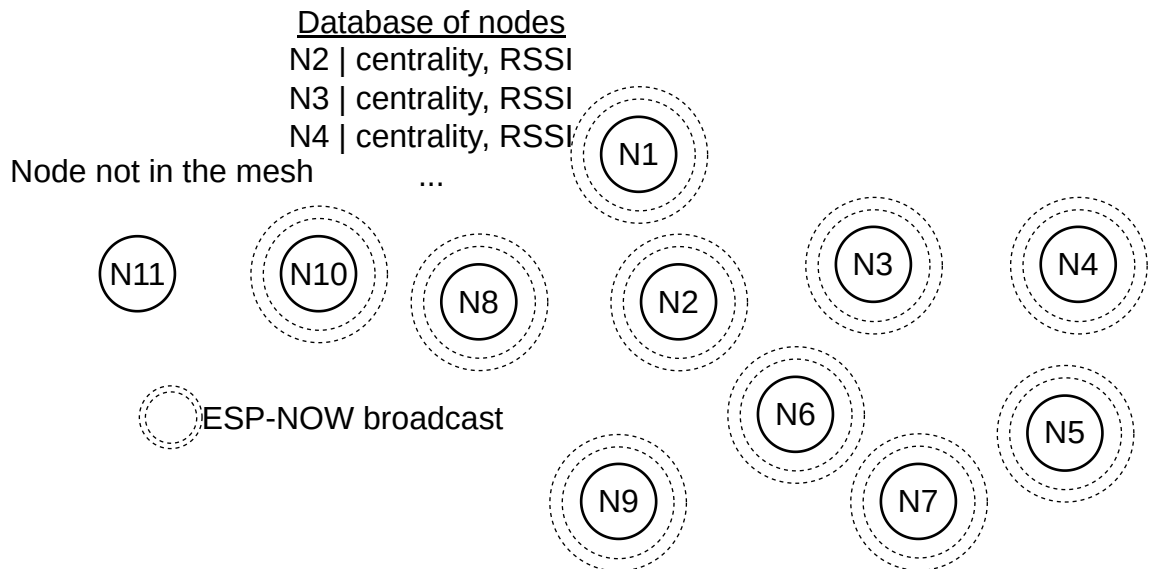 Database of nodes
N2 | centrality, RSSI
N3 | centrality, RSSI
N4 | centrality, RSSI
...
Node not in the mesh
N1
N11
N10
N8
N2
N3
N4
ESP-NOW broadcast
N6
N5
N9
N7